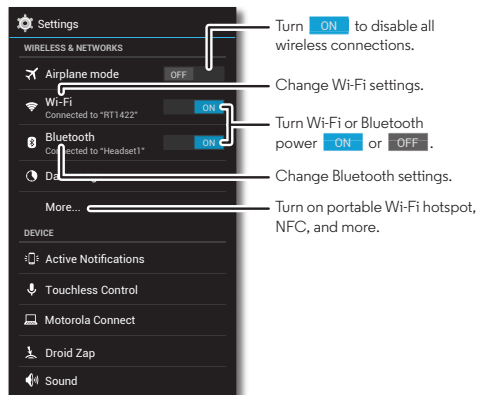 Settings
WIRELESS & NETWORKS
Airplane mode OFF
Wi-Fi
Connected to "RT1422"
ON
Bluetooth
Connected to "Headset1"
ON
More...
DEVICE
Active Notifications
Touchless Control
Motorola Connect
Droid Zap
Sound
Turn ON to disable all
wireless connections.
Change Wi-Fi settings.
Turn Wi-Fi or Bluetooth
power ON or OFF.
Change Bluetooth settings.
Turn on portable Wi-Fi hotspot,
NFC, and more.